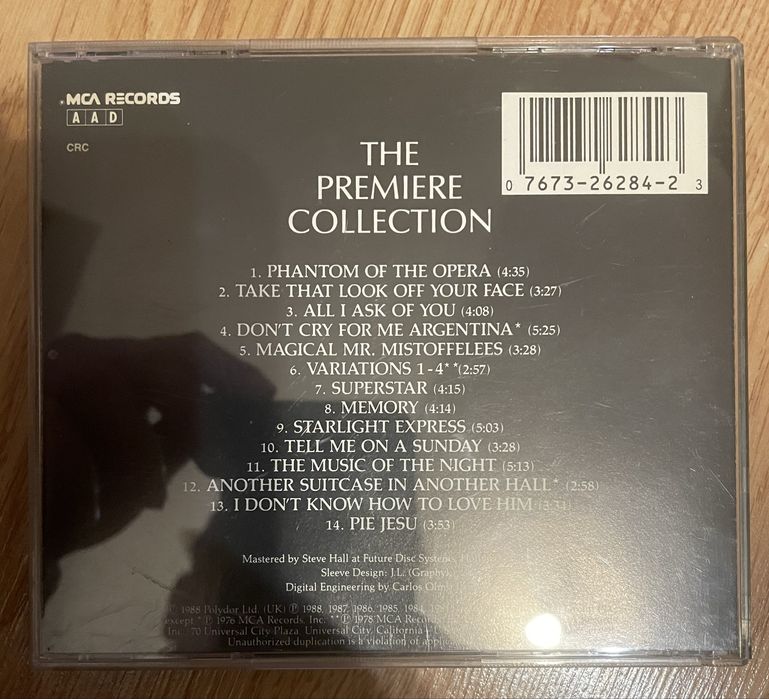 MCA RECORDS
A A D
CRC
0 7673-26284-2 3
THE
PREMIERE
COLLECTION
1. PHANTOM OF THE OPERA (4:35)
2. TAKE THAT LOOK OFF YOUR FACE (3:27)
3. ALL I ASK OF YOU (4:08)
4. DON'T CRY FOR ME ARGENTINA* (5:25)
5. MAGICAL MR. MISTOFFELEES (3:28)
6. VARIATIONS 1-4** (2:57)
7. SUPERSTAR (4:15)
8. MEMORY (4:14)
9. STARLIGHT EXPRESS (5:03)
10. TELL ME ON A SUNDAY (3:28)
11. THE MUSIC OF THE NIGHT (5:13)
12. ANOTHER SUITCASE IN ANOTHER HALL* (2:58)
13. I DON'T KNOW HOW TO LOVE HIM
14. PIE JESU (3:53)
Mastered by Steve Hall at Future Disc Systems,
Sleeve Design: J.L. (Graphy),
Digital Engineering by Carlos
1988 Polydor Ltd. (UK) ℗ 1988, 1987, 1986, 1985, 1984,
except * ℗ 1976 MCA Records, Inc. **℗ 1978 MCA
Inc. 70 Universal City Plaza, Universal City, California
Unauthorized duplication is a violation of